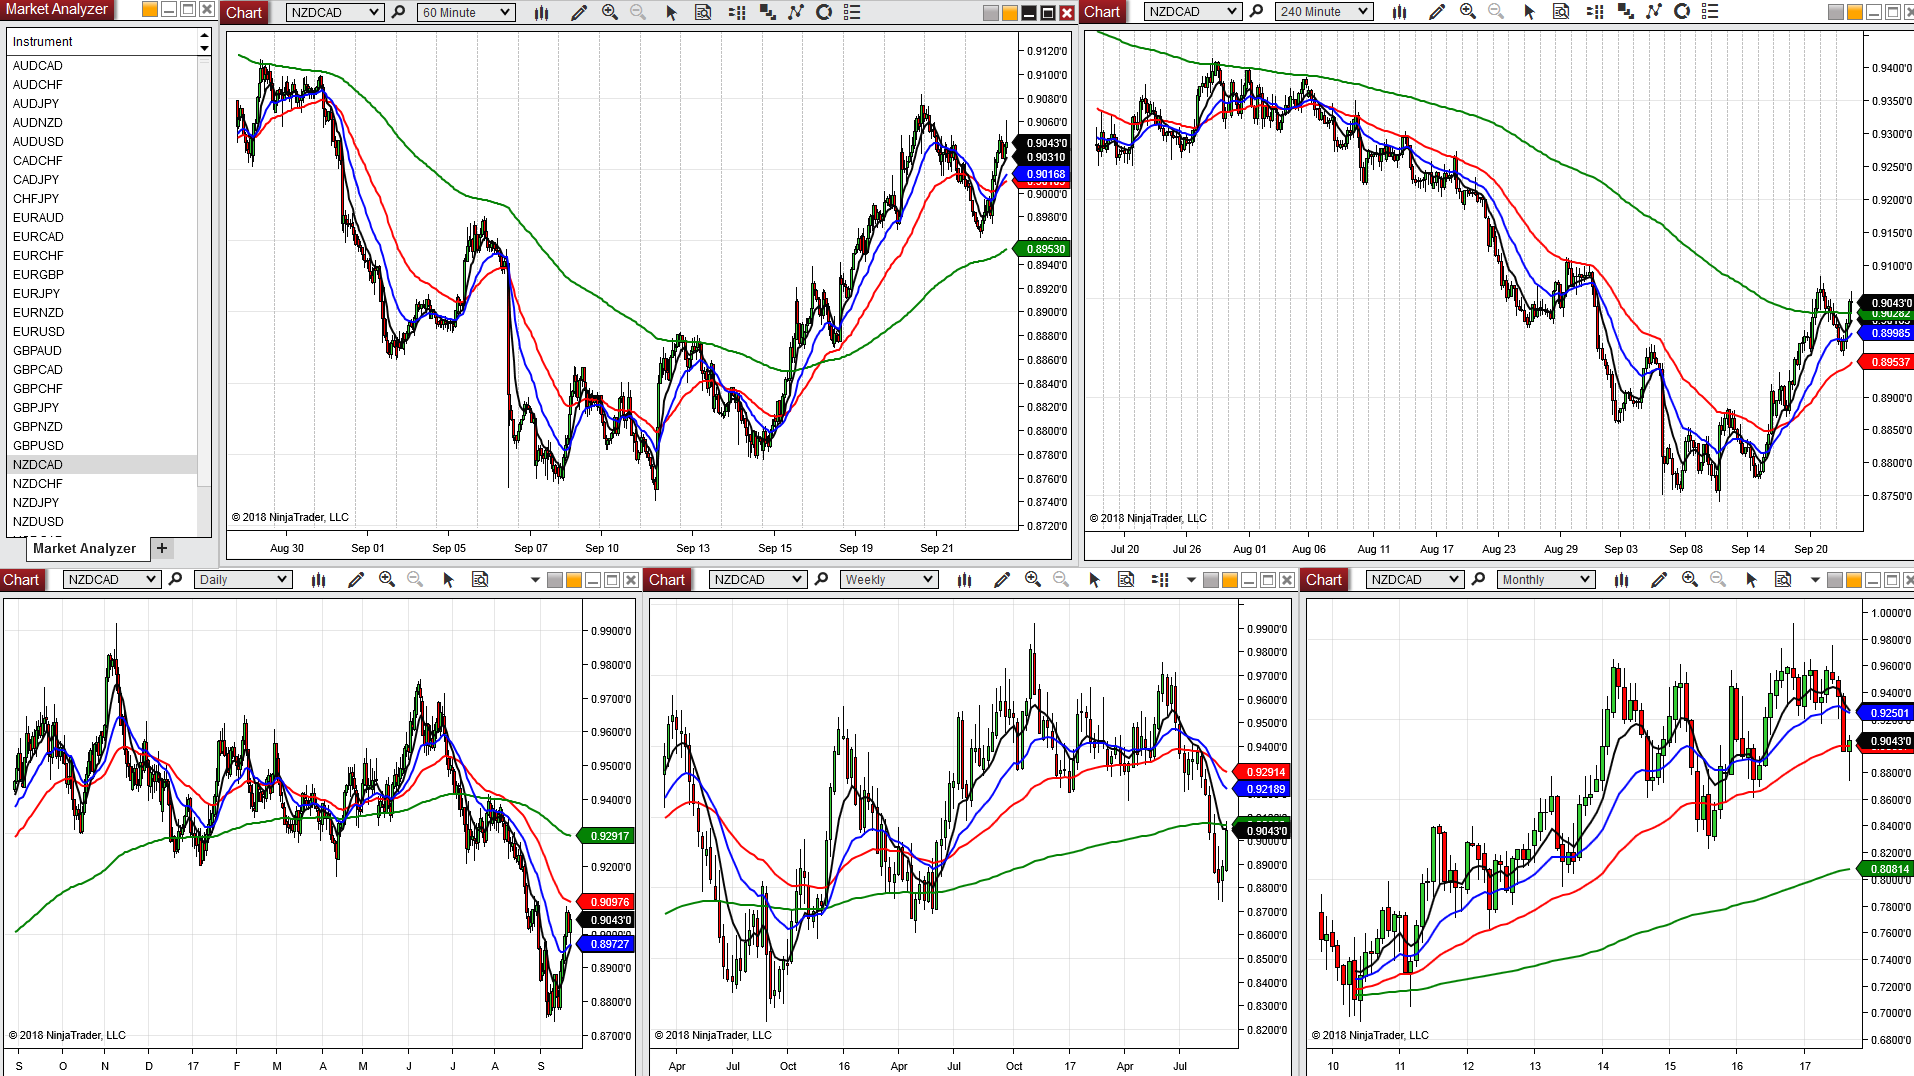 Market Analyzer
Instrument
AUDCAD
AUDCHF
AUDJPY
AUDNZD
AUDUSD
CADCHF
CADJPY
CHFJPY
EURAUD
EURCAD
EURCHF
EURGBP
EURJPY
EURNZD
EURUSD
GBPAUD
GBPCAD
GBPCHF
GBPJPY
GBPNZD
GBPUSD
NZDCAD
NZDCHF
NZDJPY
NZDUSD
Market Analyzer +
Chart NZDCAD 60 Minute
0.9120'0
0.9100'0
0.9080'0
0.9060'0
0.9043'0
0.90310
0.90168
0.9000'0
0.8980'0
0.89530
0.8940'0
0.8920'0
0.8900'0
0.8880'0
0.8860'0
0.8840'0
0.8820'0
0.8800'0
0.8780'0
0.8760'0
0.8740'0
0.8720'0
© 2018 NinjaTrader, LLC
Aug 30 Sep 01 Sep 05 Sep 07 Sep 10 Sep 13 Sep 15 Sep 19 Sep 21
Chart NZDCAD 240 Minute
0.9400'0
0.9350'0
0.9300'0
0.9250'0
0.9200'0
0.9150'0
0.9100'0
0.9043'0
0.90282
0.89985
0.89537
0.8900'0
0.8850'0
0.8800'0
0.8750'0
© 2018 NinjaTrader, LLC
Jul 20 Jul 26 Aug 01 Aug 06 Aug 11 Aug 17 Aug 23 Aug 29 Sep 03 Sep 08 Sep 14 Sep 20
Chart NZDCAD Daily
0.9900'0
0.9800'0
0.9700'0
0.9600'0
0.9500'0
0.9400'0
0.92917
0.9200'0
0.90976
0.9043'0
0.9000'0
0.89727
0.8900'0
0.8800'0
0.8700'0
© 2018 NinjaTrader, LLC
S O N D 17 F M A M J J A S
Chart NZDCAD Weekly
0.9900'0
0.9800'0
0.9700'0
0.9600'0
0.9500'0
0.9400'0
0.92914
0.92189
0.9043'0
0.9000'0
0.8900'0
0.8800'0
0.8700'0
0.8600'0
0.8500'0
0.8400'0
0.8300'0
0.8200'0
© 2018 NinjaTrader, LLC
Apr Jul Oct 16 Apr Jul Oct 17 Apr Jul
Chart NZDCAD Monthly
1.0000'0
0.9800'0
0.9600'0
0.9400'0
0.92501
0.9043'0
0.8800'0
0.8600'0
0.8400'0
0.8200'0
0.80814
0.8000'0
0.7800'0
0.7600'0
0.7400'0
0.7200'0
0.7000'0
0.6800'0
© 2018 NinjaTrader, LLC
10 11 12 13 14 15 16 17